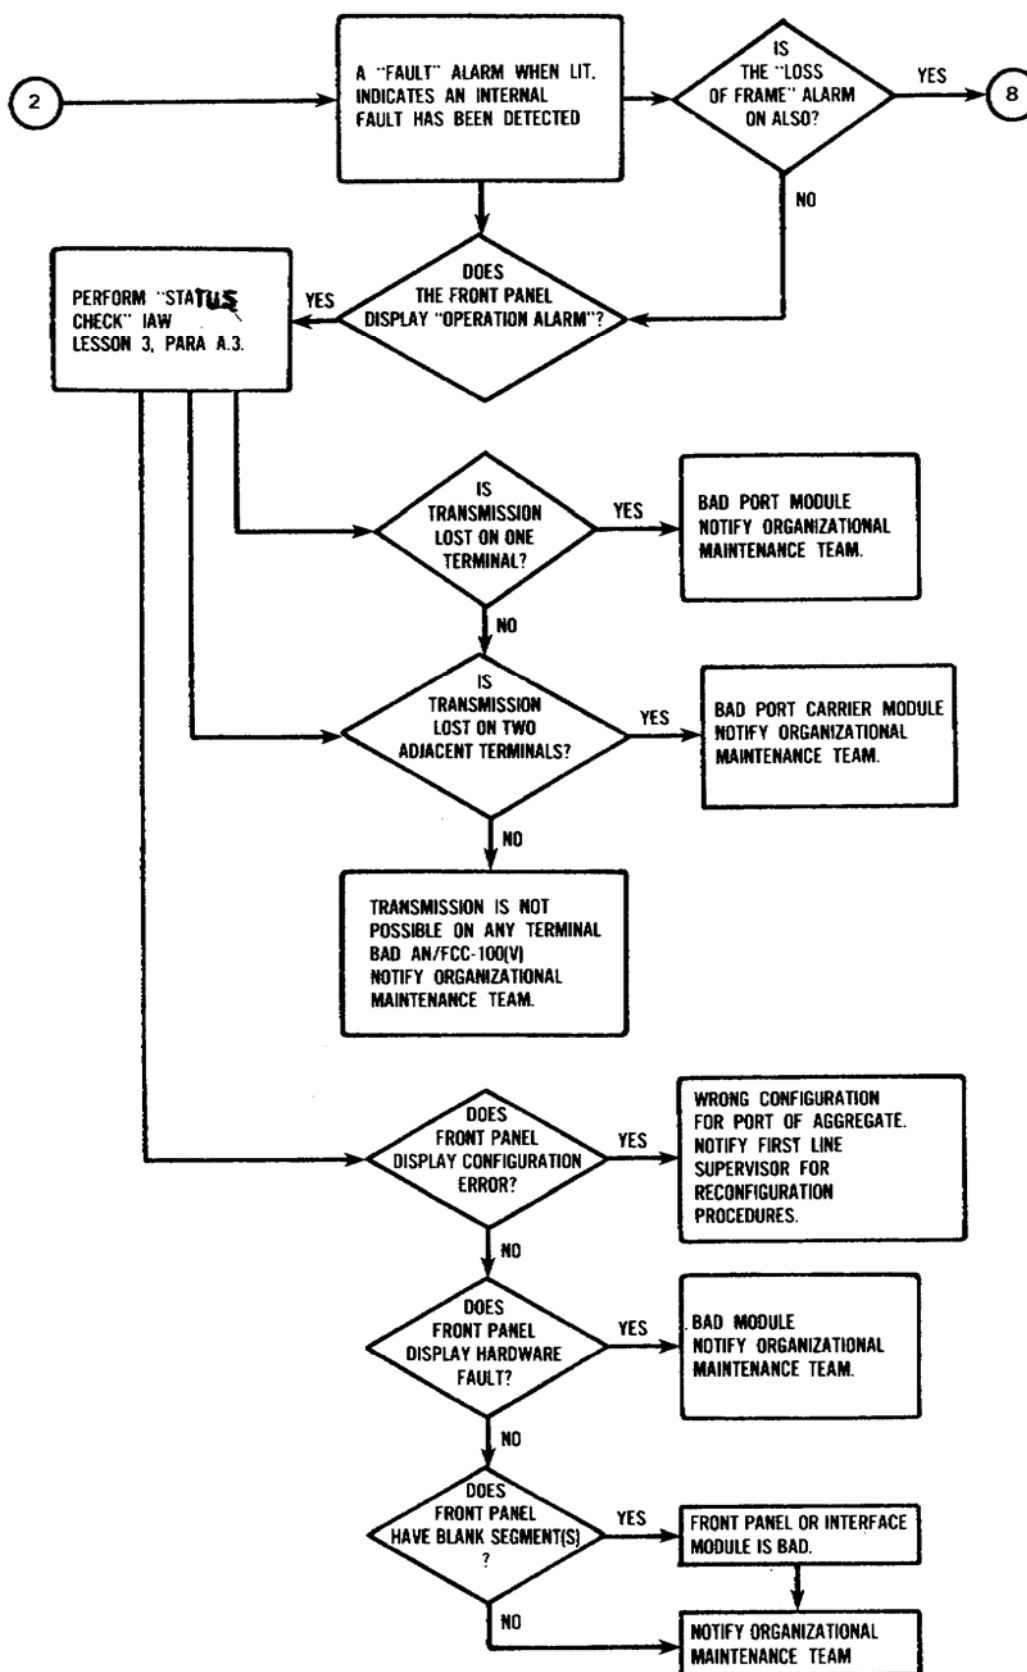 2
A "FAULT" ALARM WHEN LIT.
INDICATES AN INTERNAL
FAULT HAS BEEN DETECTED
IS
THE "LOSS
OF FRAME" ALARM
ON ALSO?
YES
8
NO
DOES
THE FRONT PANEL
DISPLAY "OPERATION ALARM"?
YES
PERFORM "STATUS
CHECK" IAW
LESSON 3, PARA A.3.
IS
TRANSMISSION
LOST ON ONE
TERMINAL?
YES
BAD PORT MODULE
NOTIFY ORGANIZATIONAL
MAINTENANCE TEAM.
NO
IS
TRANSMISSION
LOST ON TWO
ADJACENT TERMINALS?
YES
BAD PORT CARRIER MODULE
NOTIFY ORGANIZATIONAL
MAINTENANCE TEAM.
NO
TRANSMISSION IS NOT
POSSIBLE ON ANY TERMINAL
BAD AN/FCC-100(V)
NOTIFY ORGANIZATIONAL
MAINTENANCE TEAM.
DOES
FRONT PANEL
DISPLAY CONFIGURATION
ERROR?
YES
WRONG CONFIGURATION
FOR PORT OF AGGREGATE.
NOTIFY FIRST LINE
SUPERVISOR FOR
RECONFIGURATION
PROCEDURES.
NO
DOES
FRONT PANEL
DISPLAY HARDWARE
FAULT?
YES
BAD MODULE
NOTIFY ORGANIZATIONAL
MAINTENANCE TEAM.
NO
DOES
FRONT PANEL
HAVE BLANK SEGMENT(S)
?
YES
FRONT PANEL OR INTERFACE
MODULE IS BAD.
NO
NOTIFY ORGANIZATIONAL
MAINTENANCE TEAM